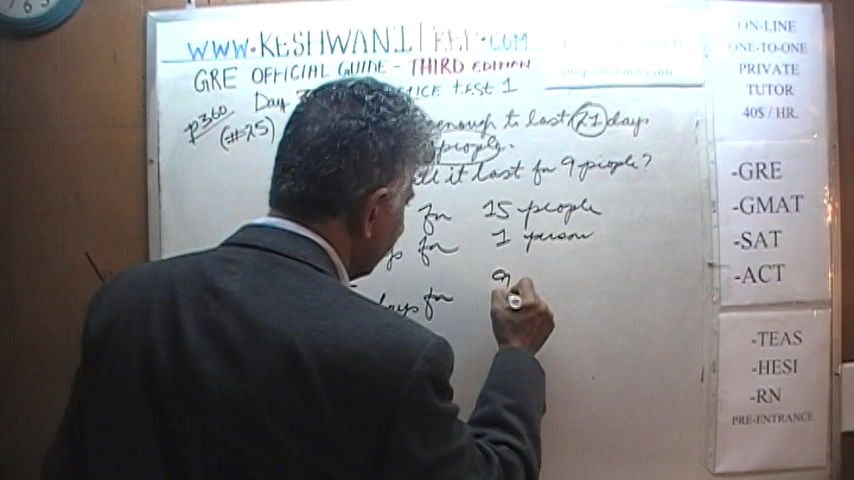 WWW.KESHWANI PREP.COM
GRE OFFICIAL GUIDE - THIRD EDITION
Day 3 TEST 1
p360
(#25)
enough to last 21 days
people.
it last for 9 people?
for 15 people
for 1 person
days for 9
ON-LINE
ONE-TO-ONE
PRIVATE
TUTOR
40$ / HR.
-GRE
-GMAT
-SAT
-ACT
-TEAS
-HESI
-RN
PRE-ENTRANCE